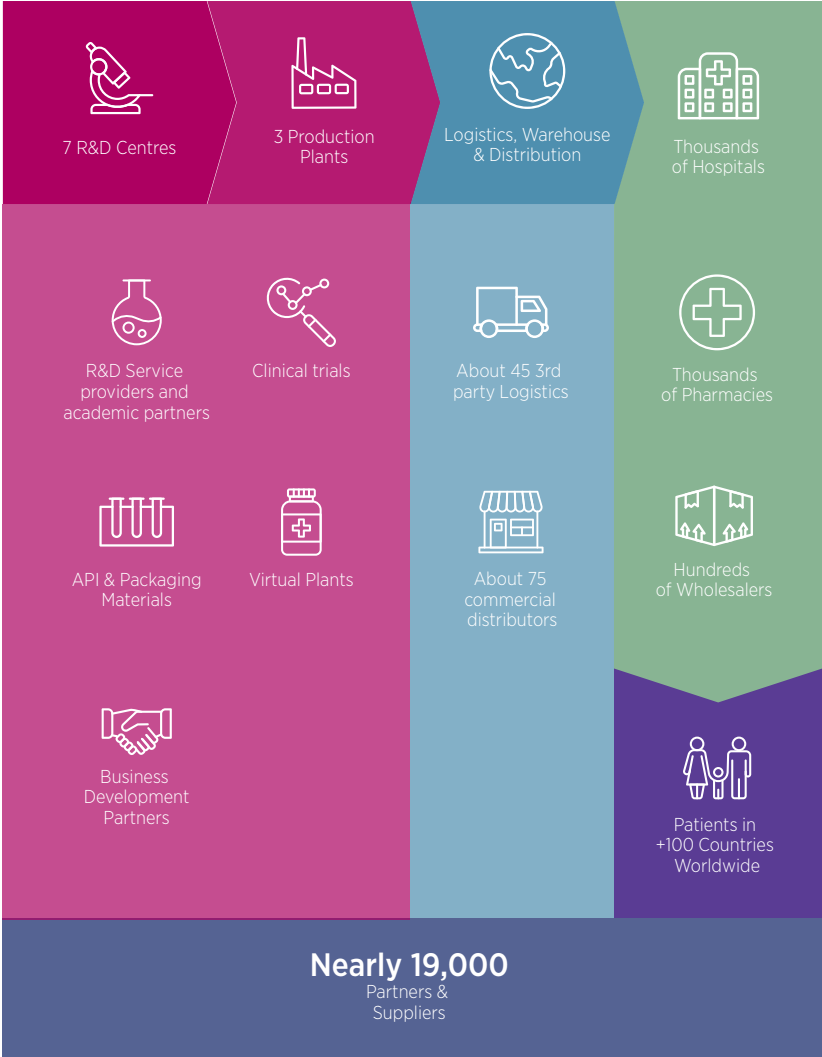 7 R&D Centres
3 Production
Plants
Logistics, Warehouse
& Distribution
Thousands
of Hospitals
R&D Service
providers and
academic partners
Clinical trials
About 45 3rd
party Logistics
Thousands
of Pharmacies
API & Packaging
Materials
Virtual Plants
About 75
commercial
distributors
Hundreds
of Wholesalers
Business
Development
Partners
Patients in
+100 Countries
Worldwide
Nearly 19,000
Partners &
Suppliers